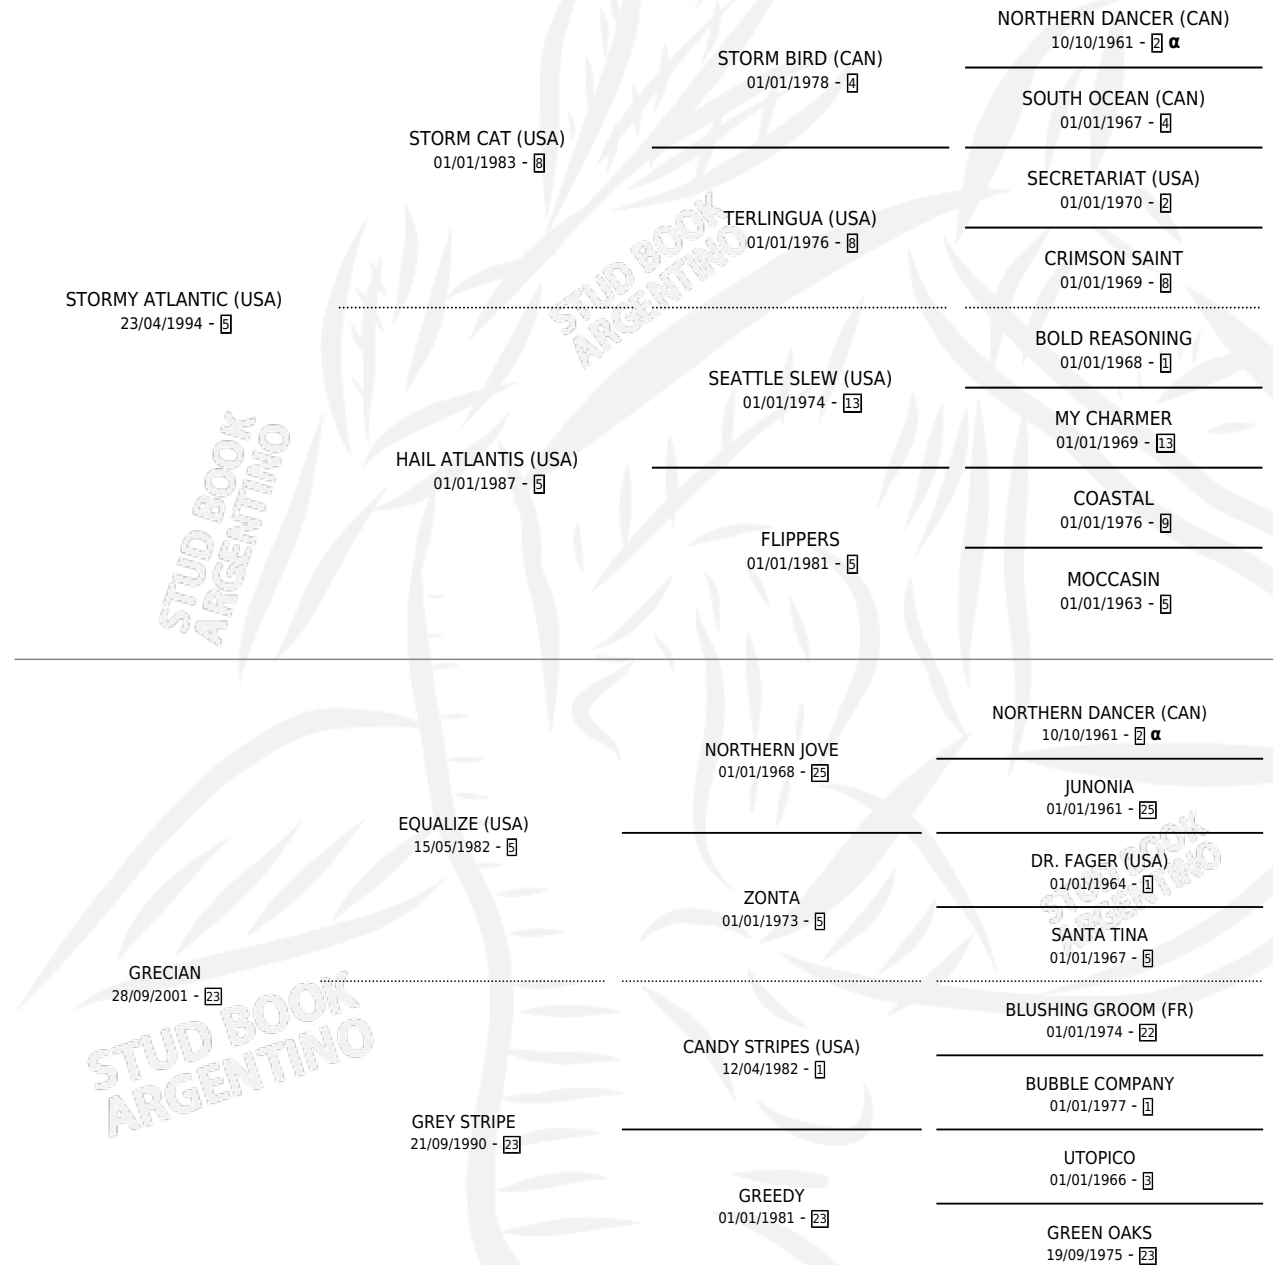 NORTHERN DANCER (CAN)
10/10/1961 - 2 α
STORM BIRD (CAN)
01/01/1978 - 4
SOUTH OCEAN (CAN)
01/01/1967 - 4
STORM CAT (USA)
01/01/1983 - 8
SECRETARIAT (USA)
01/01/1970 - 2
TERLINGUA (USA)
01/01/1976 - 8
CRIMSON SAINT
01/01/1969 - 8
STORMY ATLANTIC (USA)
23/04/1994 - 5
BOLD REASONING
01/01/1968 - 1
SEATTLE SLEW (USA)
01/01/1974 - 13
MY CHARMER
01/01/1969 - 13
HAIL ATLANTIS (USA)
01/01/1987 - 5
COASTAL
01/01/1976 - 9
FLIPPERS
01/01/1981 - 5
MOCCASIN
01/01/1963 - 5
NORTHERN DANCER (CAN)
10/10/1961 - 2 α
NORTHERN JOVE
01/01/1968 - 25
JUNONIA
01/01/1961 - 25
EQUALIZE (USA)
15/05/1982 - 5
DR. FAGER (USA)
01/01/1964 - 1
ZONTA
01/01/1973 - 5
SANTA TINA
01/01/1967 - 5
GRECIAN
28/09/2001 - 23
BLUSHING GROOM (FR)
01/01/1974 - 22
CANDY STRIPES (USA)
12/04/1982 - 1
BUBBLE COMPANY
01/01/1977 - 1
GREY STRIPE
21/09/1990 - 23
UTOPICO
01/01/1966 - 3
GREEDY
01/01/1981 - 23
GREEN OAKS
19/09/1975 - 23
STUD BOOK
ARGENTINO
STUD BOOK
ARGENTINO
STUD BOOK
ARGENTINO
STUD BOOK
ARGENTINO